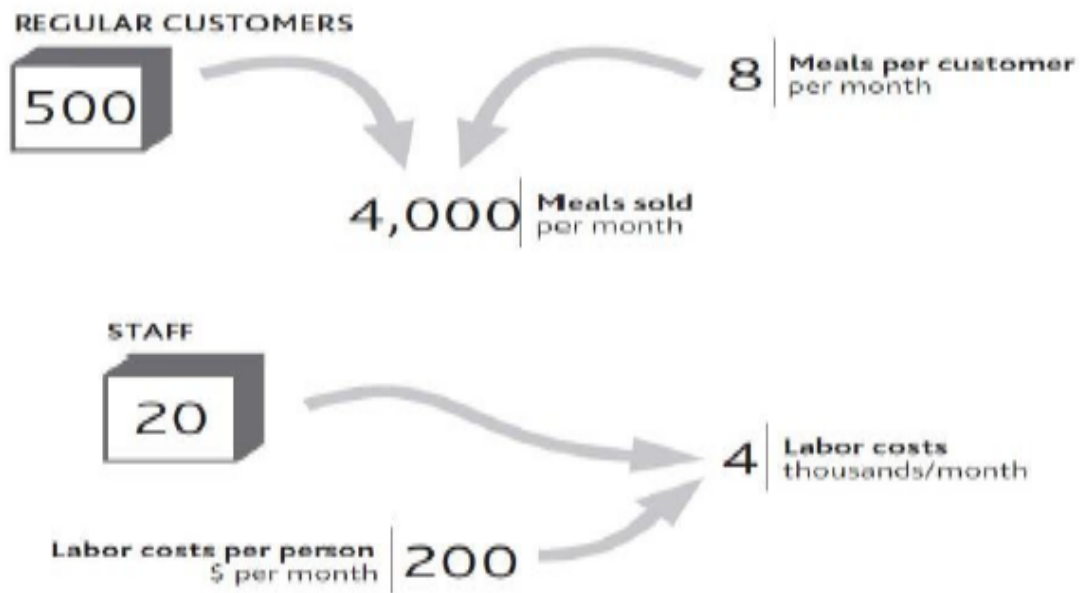 REGULAR CUSTOMERS
500
8
Meals per customer
per month
4,000
Meals sold
per month
STAFF
20
4
Labor costs
thousands/month
Labor costs per person
$ per month
200